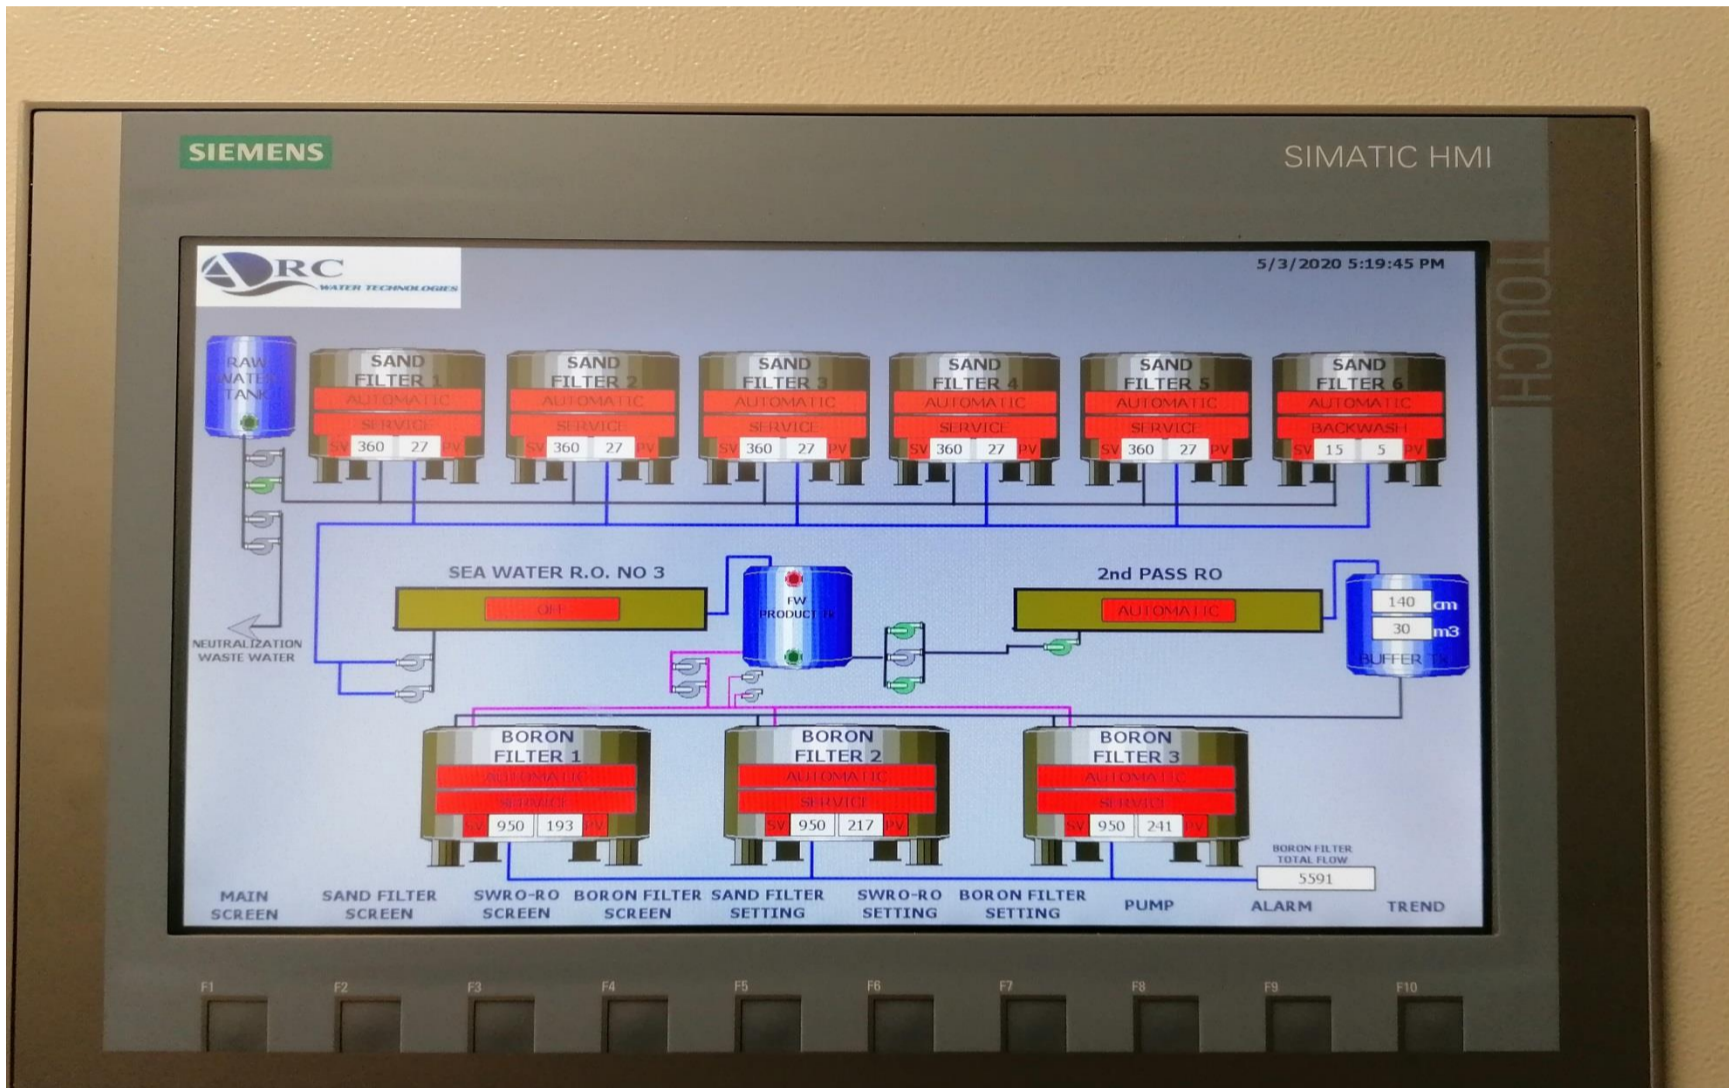 SIEMENS
SIMATIC HMI
TOUCH
ARC
WATER TECHNOLOGIES
5/3/2020 5:19:45 PM
RAW
WATER
TANK
SAND
FILTER 1
AUTOMATIC
SERVICE
SV 360 27 PV
SAND
FILTER 2
AUTOMATIC
SERVICE
SV 360 27 PV
SAND
FILTER 3
AUTOMATIC
SERVICE
SV 360 27 PV
SAND
FILTER 4
AUTOMATIC
SERVICE
SV 360 27 PV
SAND
FILTER 5
AUTOMATIC
SERVICE
SV 360 27 PV
SAND
FILTER 6
AUTOMATIC
BACKWASH
SV 15 5 PV
NEUTRALIZATION
WASTE WATER
SEA WATER R.O. NO 3
OFF
FW
PRODUCT TK
2nd PASS RO
AUTOMATIC
140 cm
30 m3
BUFFER TK
BORON
FILTER 1
AUTOMATIC
SERVICE
SV 950 193 PV
BORON
FILTER 2
AUTOMATIC
SERVICE
SV 950 217 PV
BORON
FILTER 3
AUTOMATIC
SERVICE
SV 950 241 PV
BORON FILTER
TOTAL FLOW
5591
MAIN
SCREEN
SAND FILTER
SCREEN
SWRO-RO
SCREEN
BORON FILTER
SCREEN
SAND FILTER
SETTING
SWRO-RO
SETTING
BORON FILTER
SETTING
PUMP
ALARM
TREND
F1
F2
F3
F4
F5
F6
F7
F8
F9
F10